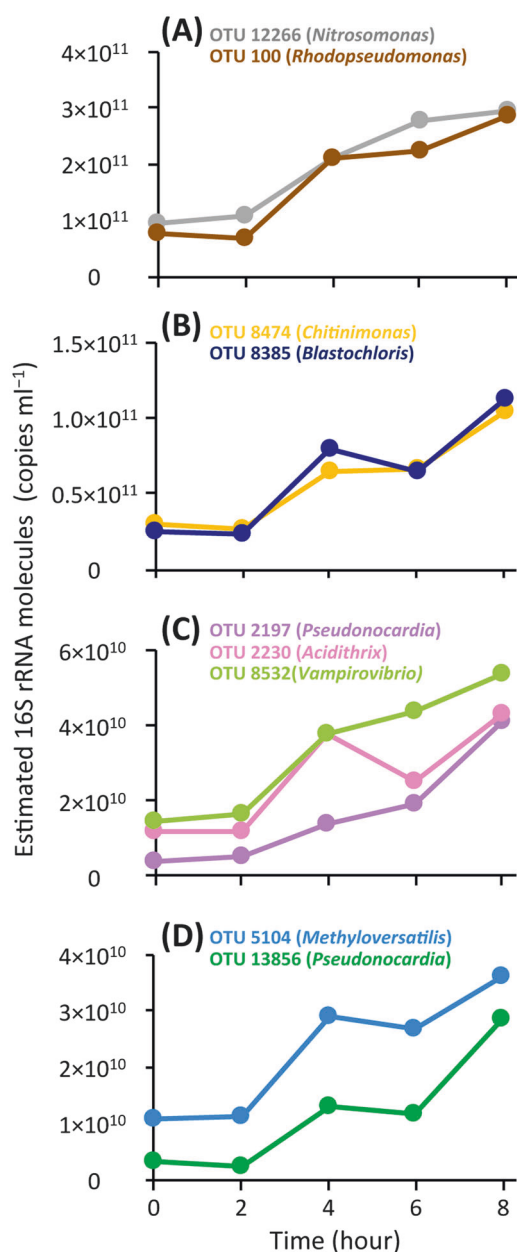 (A)
OTU 12266 (Nitrosomonas)
OTU 100 (Rhodopseudomonas)
4×10¹¹
3×10¹¹
2×10¹¹
1×10¹¹
0
(B)
OTU 8474 (Chitinimonas)
OTU 8385 (Blastochloris)
1.5×10¹¹
1.0×10¹¹
0.5×10¹¹
0
(C)
OTU 2197 (Pseudonocardia)
OTU 2230 (Acidithrix)
OTU 8532(Vampirovibrio)
6×10¹⁰
4×10¹⁰
2×10¹⁰
0
(D)
OTU 5104 (Methyloversatilis)
OTU 13856 (Pseudonocardia)
4×10¹⁰
3×10¹⁰
2×10¹⁰
1×10¹⁰
0
0 2 4 6 8
Time (hour)
Estimated 16S rRNA molecules (copies ml⁻¹)